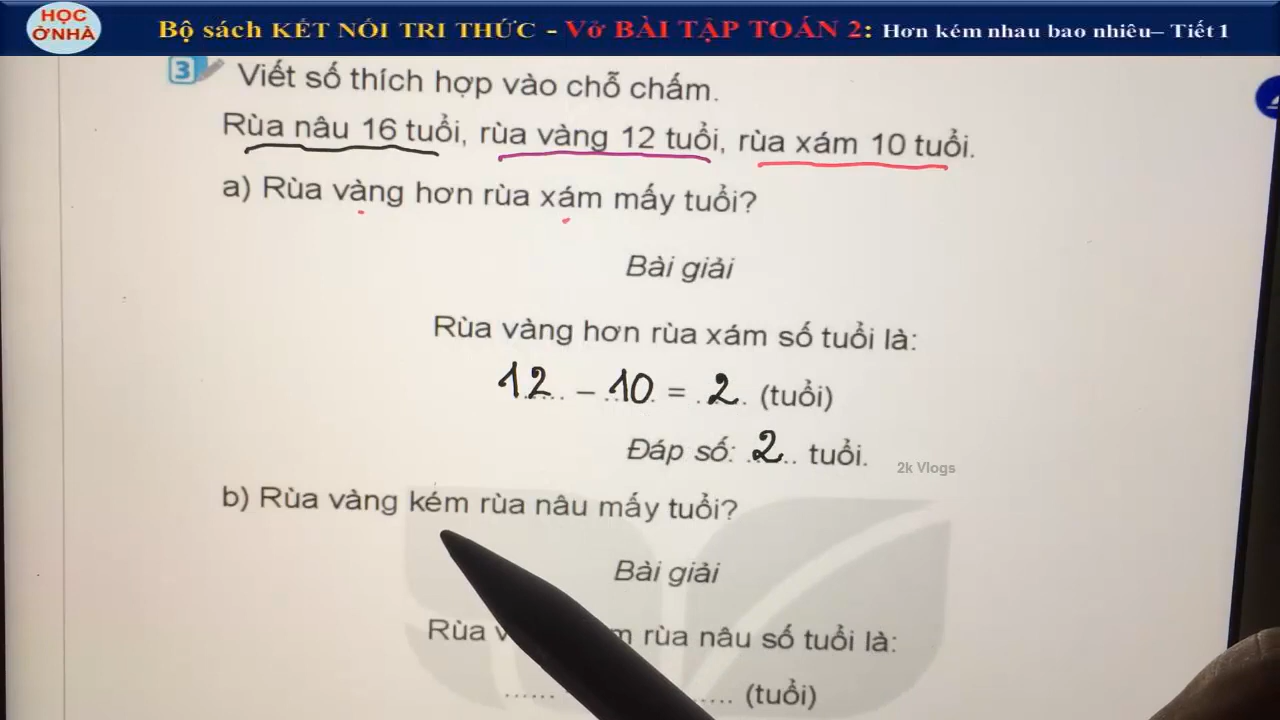 HỌC
Ở NHÀ
Bộ sách KẾT NỐI TRI THỨC - Vở BÀI TẬP TOÁN 2: Hơn kém nhau bao nhiêu– Tiết 1
3 Viết số thích hợp vào chỗ chấm.
Rùa nâu 16 tuổi, rùa vàng 12 tuổi, rùa xám 10 tuổi.
a) Rùa vàng hơn rùa xám mấy tuổi?
Bài giải
Rùa vàng hơn rùa xám số tuổi là:
12 – 10 = 2 (tuổi)
Đáp số: 2 tuổi.
2k Vlogs
b) Rùa vàng kém rùa nâu mấy tuổi?
Bài giải
Rùa rùa nâu số tuổi là:
...... .... (tuổi)